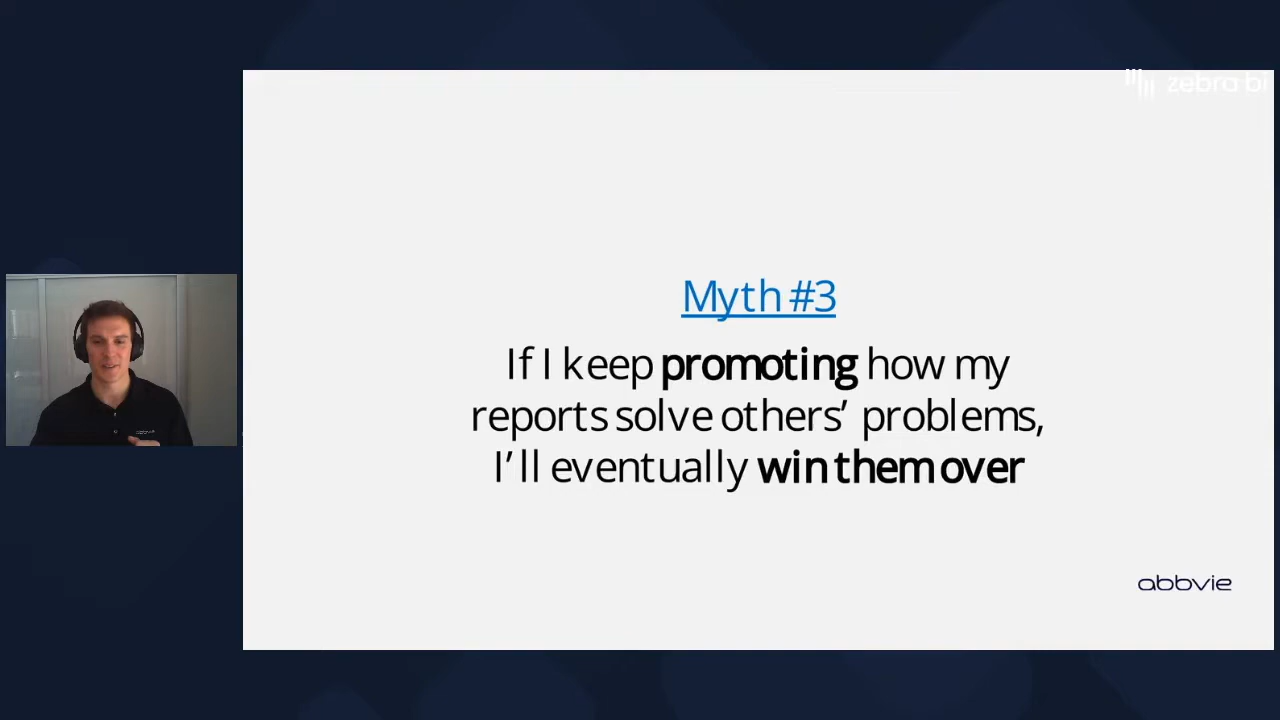 zebra bi
Myth #3
If I keep promoting how my
reports solve others’ problems,
I’ll eventually win them over
abbvie